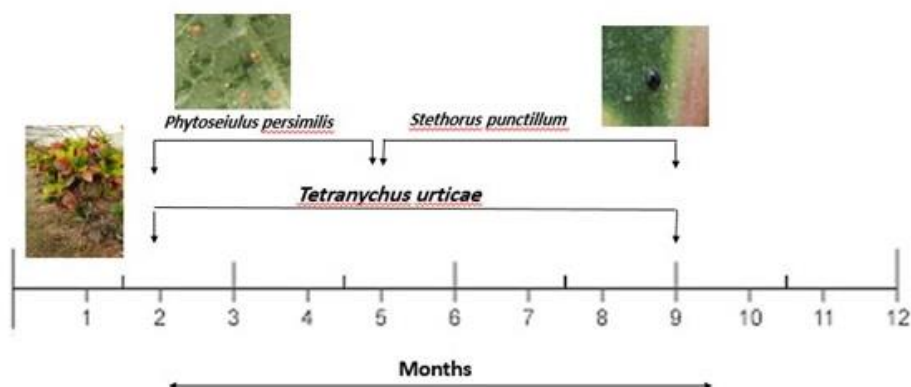 Phytoseiulus persimilis Stethorus punctillum
Tetranychus urticae
1 2 3 4 5 6 7 8 9 10 11 12
Months